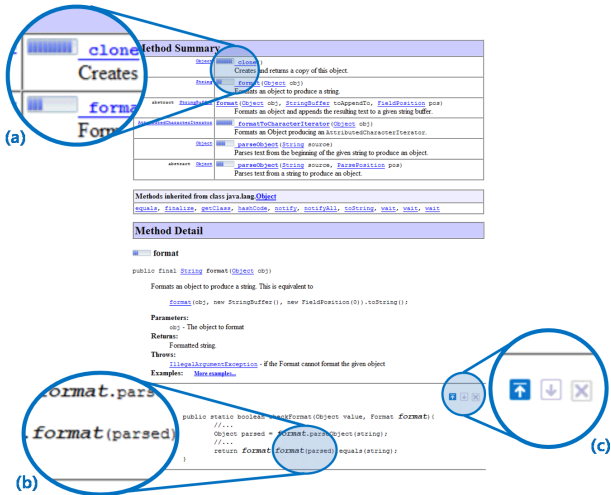 clone
Creates
forma
Form
(a)
Method Summary
Object clone()
Creates and returns a copy of this object.
String format(Object obj)
Formats an object to produce a string.
abstract StringBuffer format(Object obj, StringBuffer toAppendTo, FieldPosition pos)
Formats an object and appends the resulting text to a given string buffer.
AttributedCharacterIterator formatToCharacterIterator(Object obj)
Formats an Object producing an AttributedCharacterIterator.
Object parseObject(String source)
Parses text from the beginning of the given string to produce an object.
abstract Object parseObject(String source, ParsePosition pos)
Parses text from a string to produce an object.
Methods inherited from class java.lang.Object
equals, finalize, getClass, hashCode, notify, notifyAll, toString, wait, wait, wait
Method Detail
format
public final String format(Object obj)
Formats an object to produce a string. This is equivalent to
format(obj, new StringBuffer(), new FieldPosition(0)).toString();
Parameters:
obj - The object to format
Returns:
Formatted string.
Throws:
IllegalArgumentException - if the Format cannot format the given object
Examples: More examples...
public static boolean checkFormat(Object value, Format format){
//...
Object parsed = format.parseObject(string);
//...
return format.format(parsed).equals(string);
}
format.pars
.format(parsed)
(b)
(c)